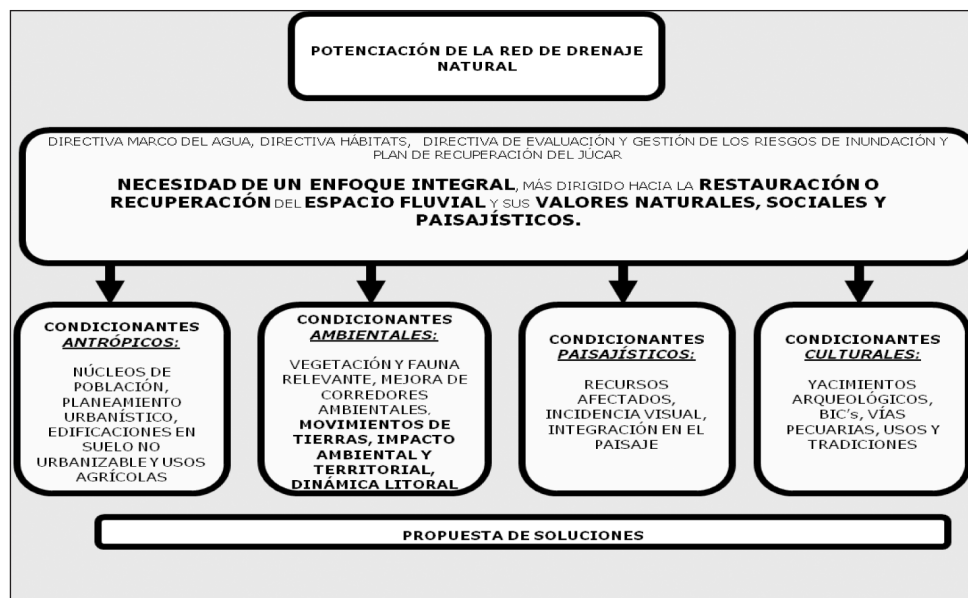 POTENCIACIÓN DE LA RED DE DRENAJE
NATURAL
DIRECTIVA MARCO DEL AGUA, DIRECTIVA HÁBITATS, DIRECTIVA DE EVALUACIÓN Y GESTIÓN DE LOS RIESGOS DE INUNDACIÓN Y
PLAN DE RECUPERACIÓN DEL JÚCAR
NECESIDAD DE UN ENFOQUE INTEGRAL, MÁS DIRIGIDO HACIA LA RESTAURACIÓN O
RECUPERACIÓN DEL ESPACIO FLUVIAL Y SUS VALORES NATURALES, SOCIALES Y
PAISAJÍSTICOS.
CONDICIONANTES
ANTRÓPICOS:
NÚCLEOS DE
POBLACIÓN,
PLANEAMIENTO
URBANÍSTICO,
EDIFICACIONES EN
SUELO NO
URBANIZABLE Y USOS
AGRÍCOLAS
CONDICIONANTES
AMBIENTALES:
VEGETACIÓN Y FAUNA
RELEVANTE, MEJORA DE
CORREDORES
AMBIENTALES,
MOVIMIENTOS DE
TIERRAS, IMPACTO
AMBIENTAL Y
TERRITORIAL,
DINÁMICA LITORAL
CONDICIONANTES
PAISAJÍSTICOS:
RECURSOS
AFECTADOS,
INCIDENCIA VISUAL,
INTEGRACIÓN EN EL
PAISAJE
CONDICIONANTES
CULTURALES:
YACIMIENTOS
ARQUEOLÓGICOS,
BIC's, VÍAS
PECUARIAS, USOS Y
TRADICIONES
PROPUESTA DE SOLUCIONES